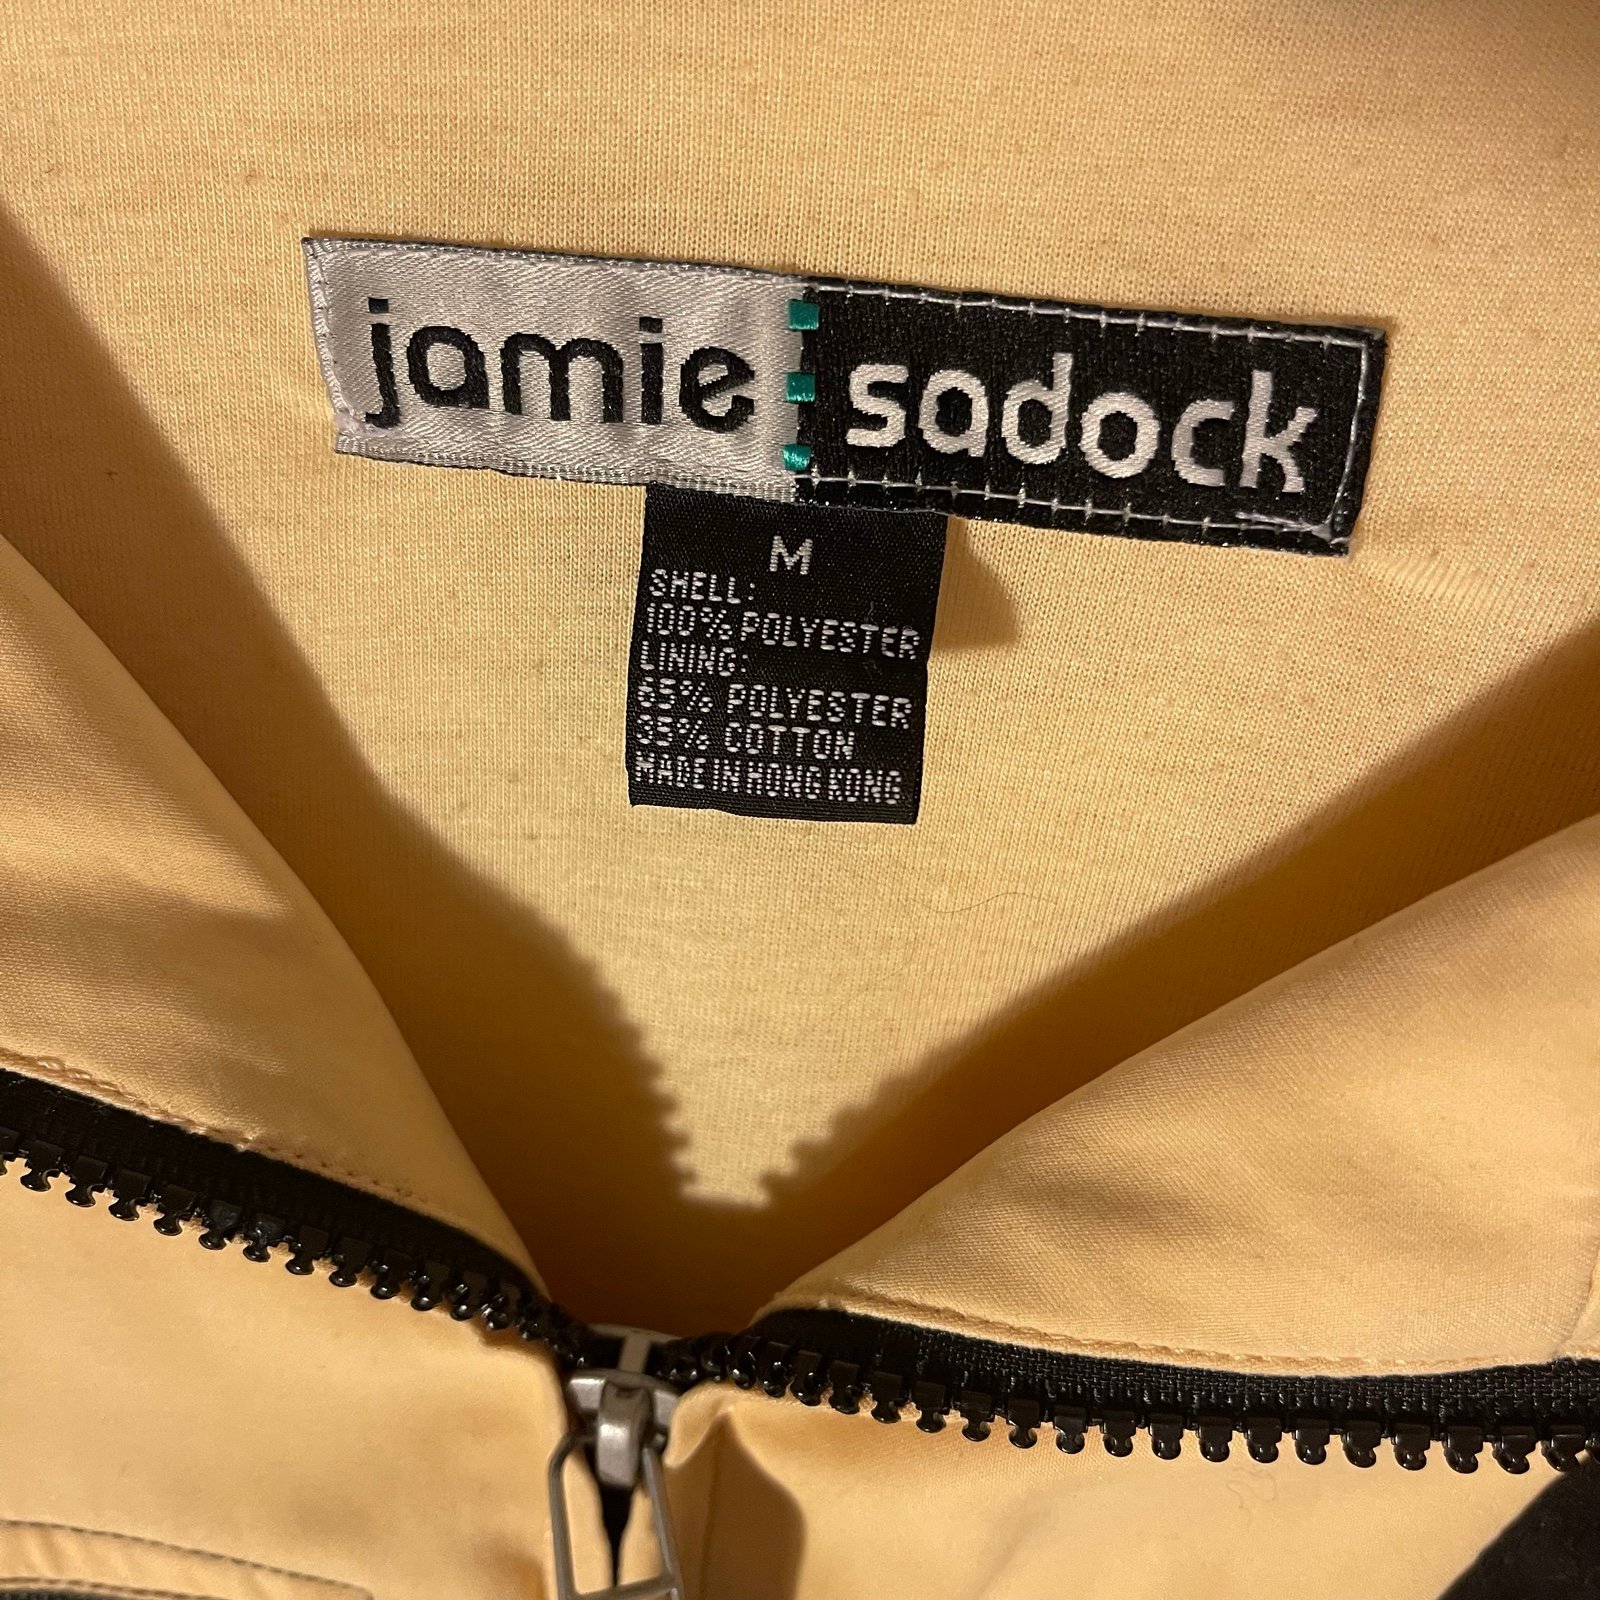 jamie sadock
M
SHELL:
100% POLYESTER
LINING:
65% POLYESTER
35% COTTON
MADE IN HONG KONG